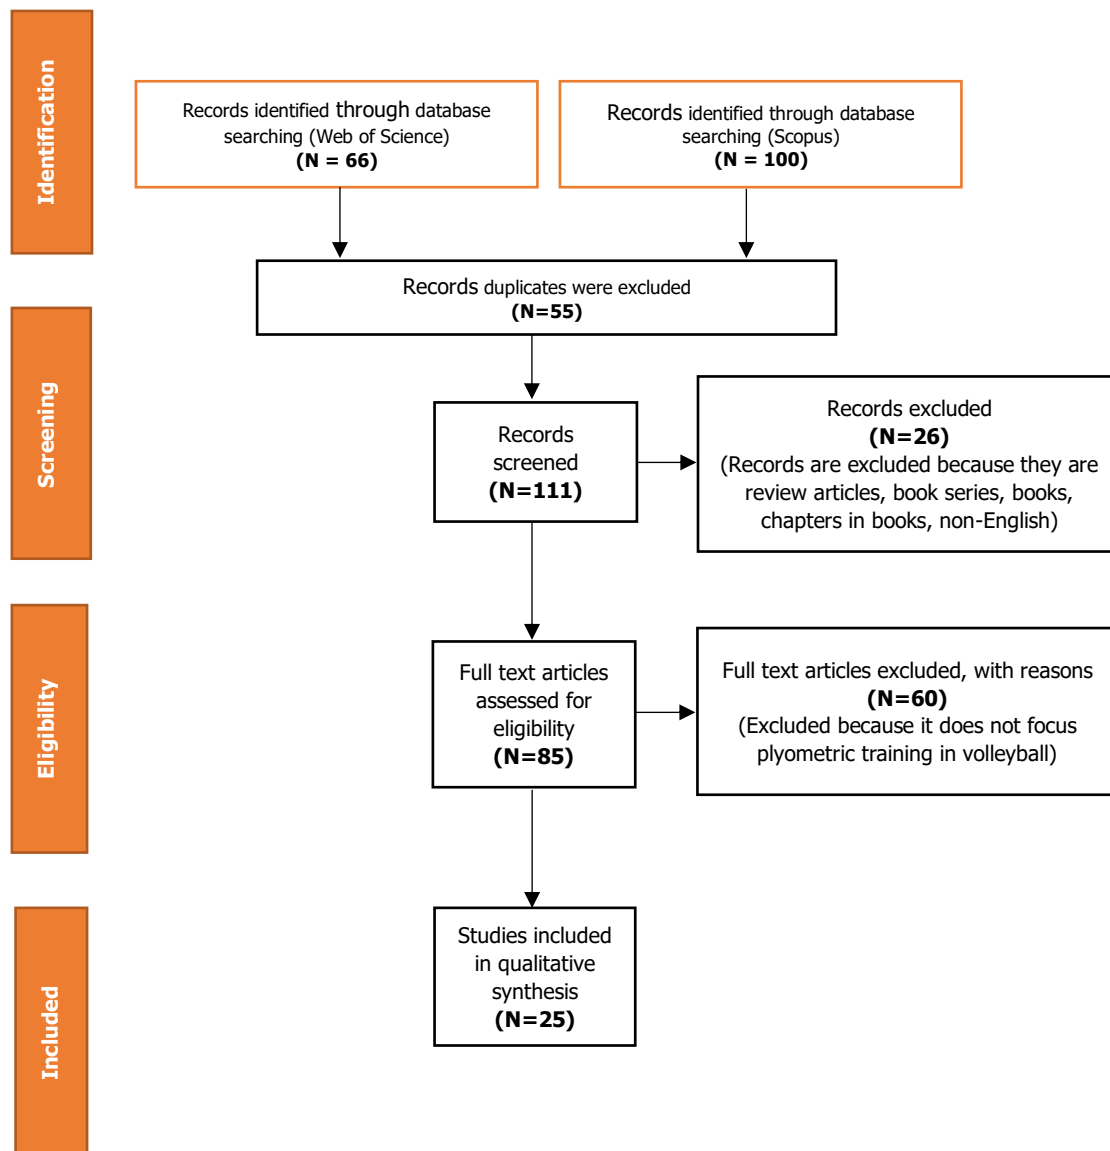 Identification
Records identified through database
searching (Web of Science)
(N = 66)
Records identified through database
searching (Scopus)
(N = 100)
Records duplicates were excluded
(N=55)
Screening
Records
screened
(N=111)
Records excluded
(N=26)
(Records are excluded because they are
review articles, book series, books,
chapters in books, non-English)
Eligibility
Full text articles
assessed for
eligibility
(N=85)
Full text articles excluded, with reasons
(N=60)
(Excluded because it does not focus
plyometric training in volleyball)
Included
Studies included
in qualitative
synthesis
(N=25)